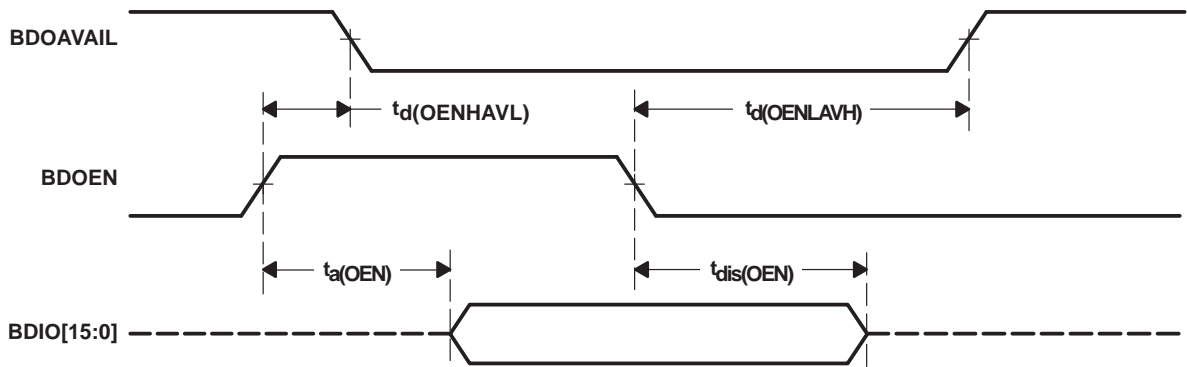 BDOAVAIL
td(OENHAVL)
td(OENLAVH)
BDOEN
ta(OEN)
tdis(OEN)
BDIO[15:0]